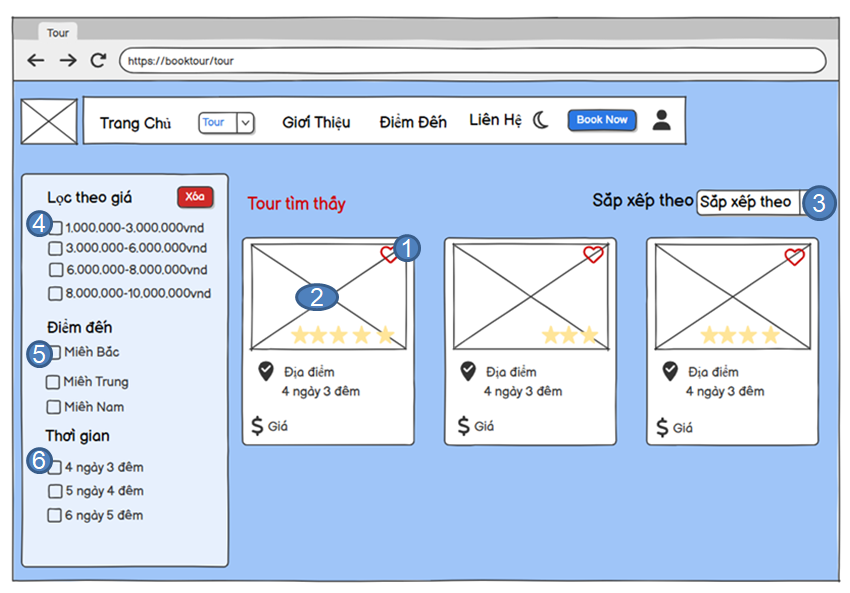 Tour
https://booktour/tour
Trang Chủ
Tour
Giơí Thiệu
Điểm Đến
Liên Hệ
Book Now
Lọc theo giá
Xóa
4
1.000.000-3.000.000vnd
3.000.000-6.000.000vnd
6.000.000-8.000.000vnd
8.000.000-10.000.000vnd
Điểm đến
5
Miền Bắc
Miền Trung
Miền Nam
Thơì gian
6
4 ngày 3 đêm
5 ngày 4 đêm
6 ngày 5 đêm
Tour tìm thấy
Sắp xếp theo
Sắp xếp theo
3
1
2
Địa điểm
4 ngày 3 đêm
$ Giá
Địa điểm
4 ngày 3 đêm
$ Giá
Địa điểm
4 ngày 3 đêm
$ Giá